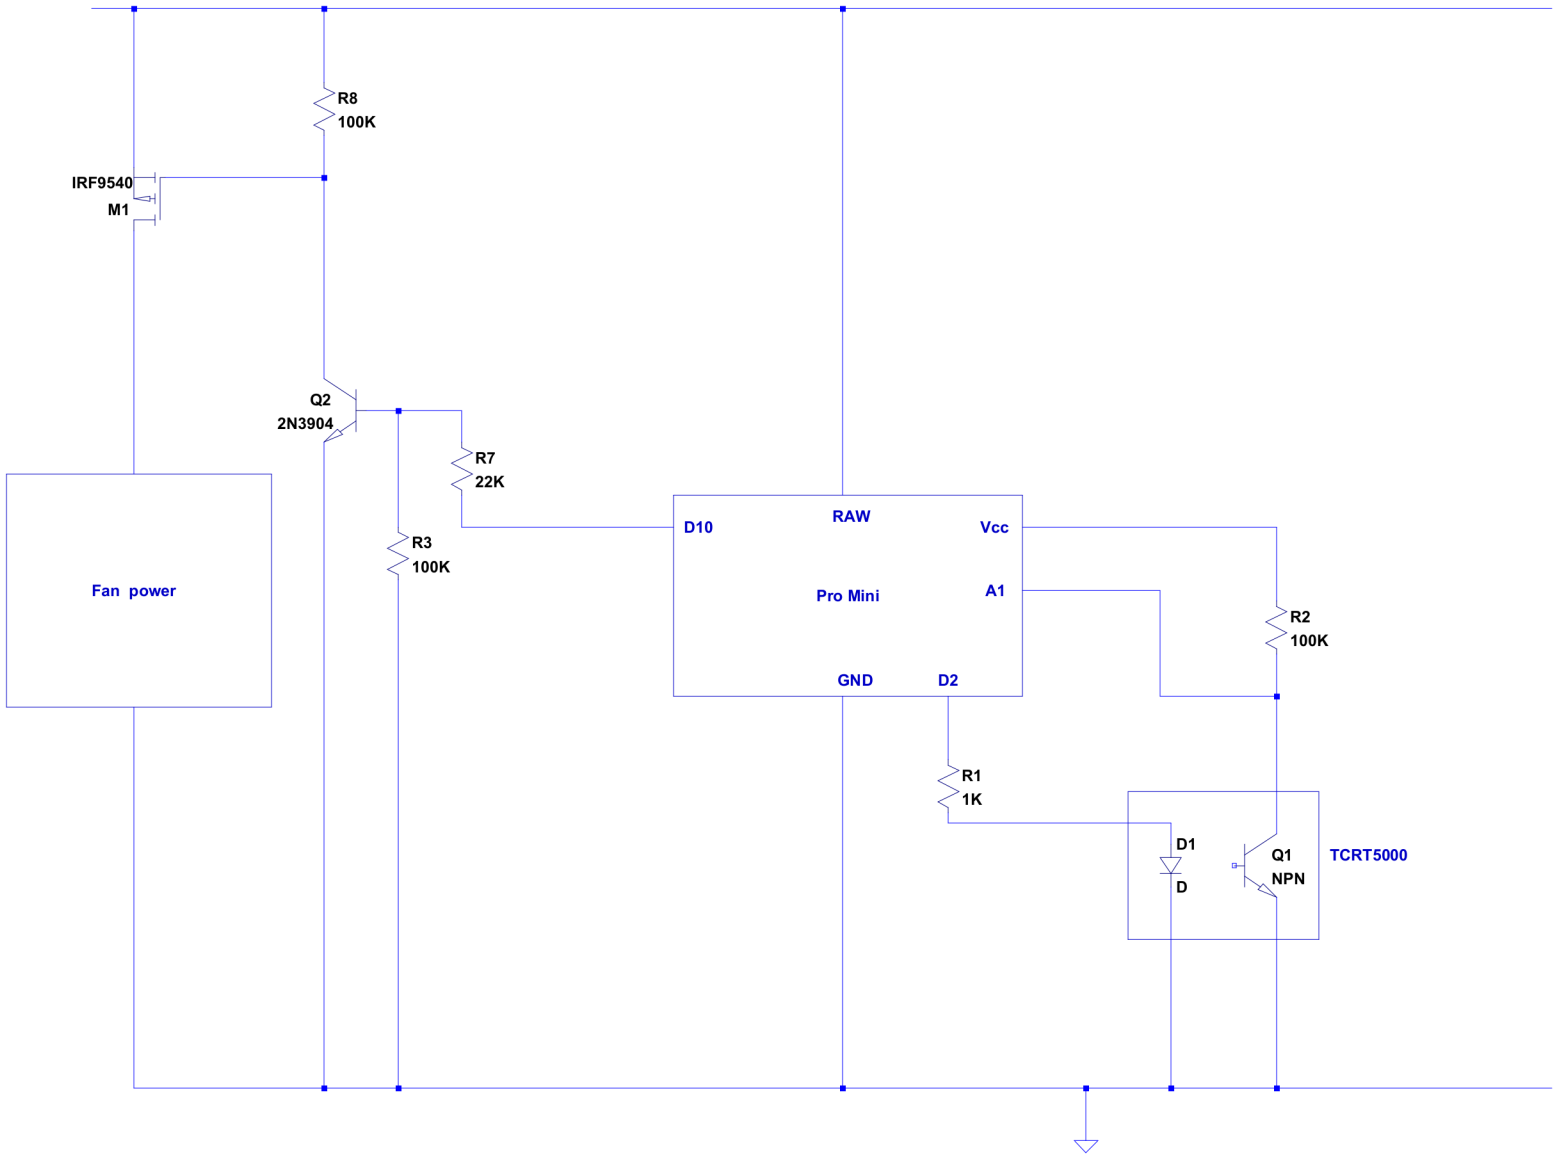 R8
100K
IRF9540
M1
Q2
2N3904
R7
22K
R3
100K
Fan power
D10
RAW
Vcc
Pro Mini
A1
GND
D2
R2
100K
R1
1K
D1
D
Q1
NPN
TCRT5000